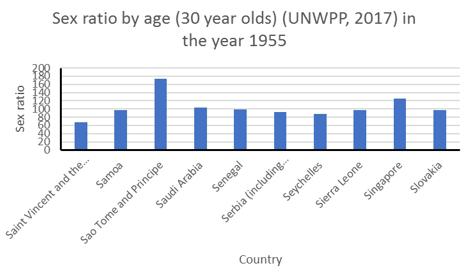 Sex ratio by age (30 year olds) (UNWPP, 2017) in
the year 1955
Sex ratio
200
180
160
140
120
100
80
60
40
20
0
Saint Vincent and the...
Samoa
Sao Tome and Principe
Saudi Arabia
Senegal
Serbia (including...
Seychelles
Sierra Leone
Singapore
Slovakia
Country